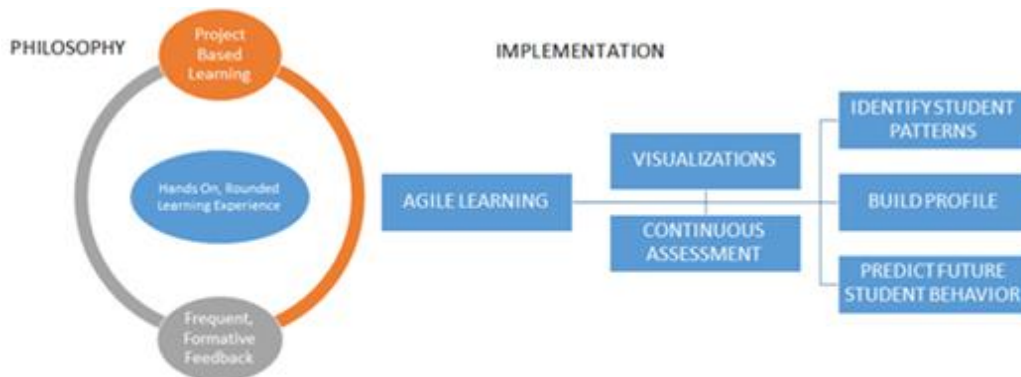 PHILOSOPHY
Project
Based
Learning
Hands On, Rounded
Learning Experience
Frequent,
Formative
Feedback
IMPLEMENTATION
AGILE LEARNING
VISUALIZATIONS
CONTINUOUS
ASSESSMENT
IDENTIFY STUDENT
PATTERNS
BUILD PROFILE
PREDICT FUTURE
STUDENT BEHAVIOR